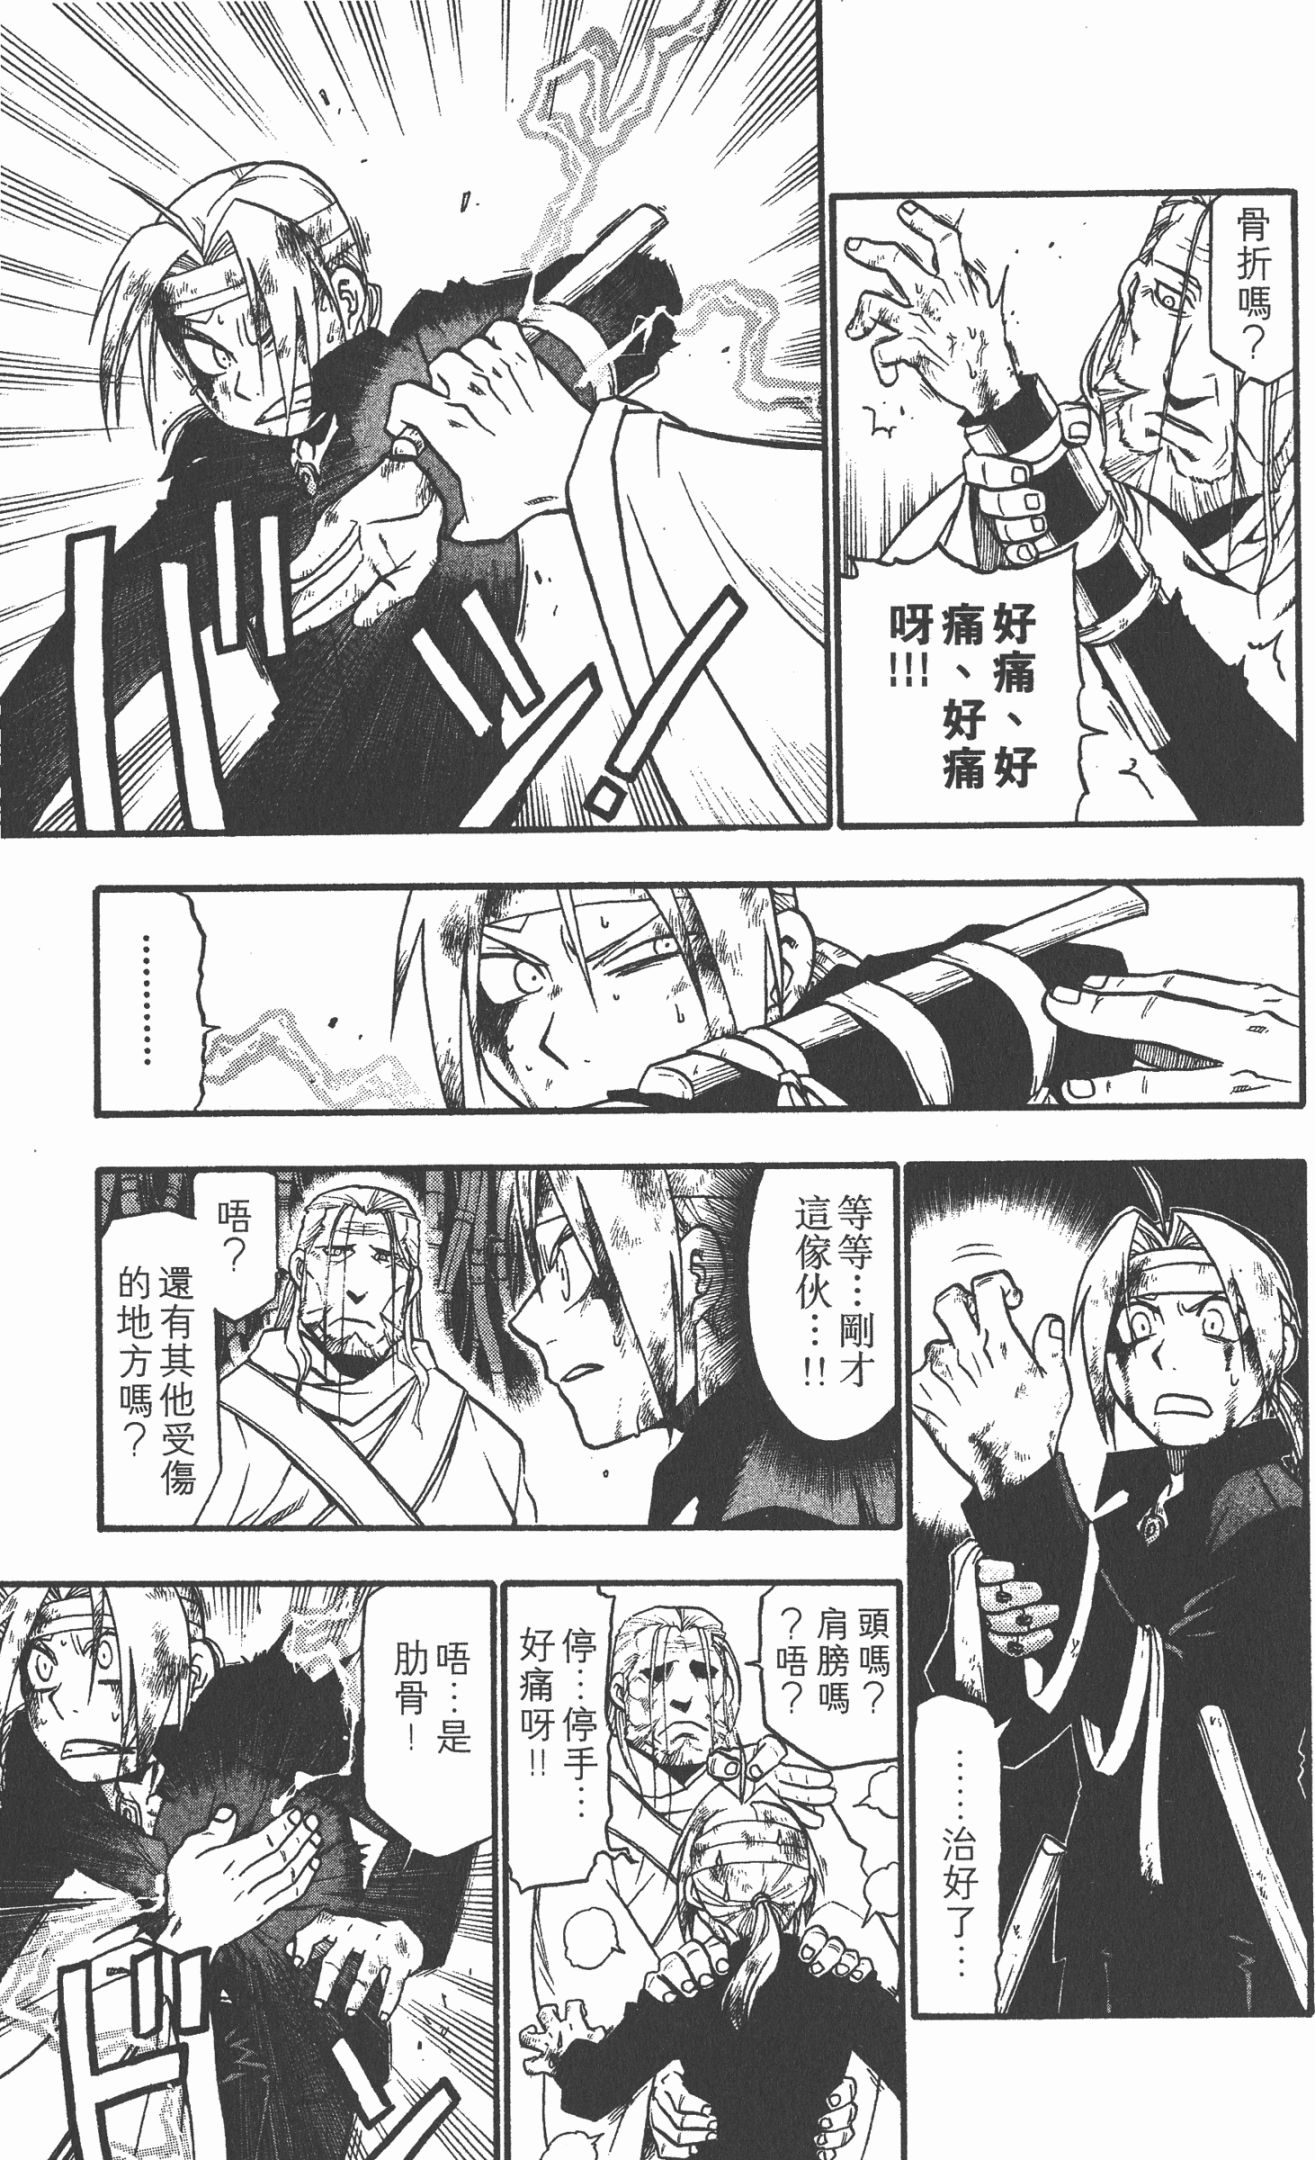 骨折嗎？
好痛、好
痛、好痛
呀!!!
ドッ!
………
………治好了…
等等…剛才
這傢伙…!!
唔？
還有其他受傷
的地方嗎？
頭嗎？
肩膀嗎
？唔？
停…停手…
好痛呀!!
唔…是
肋骨！